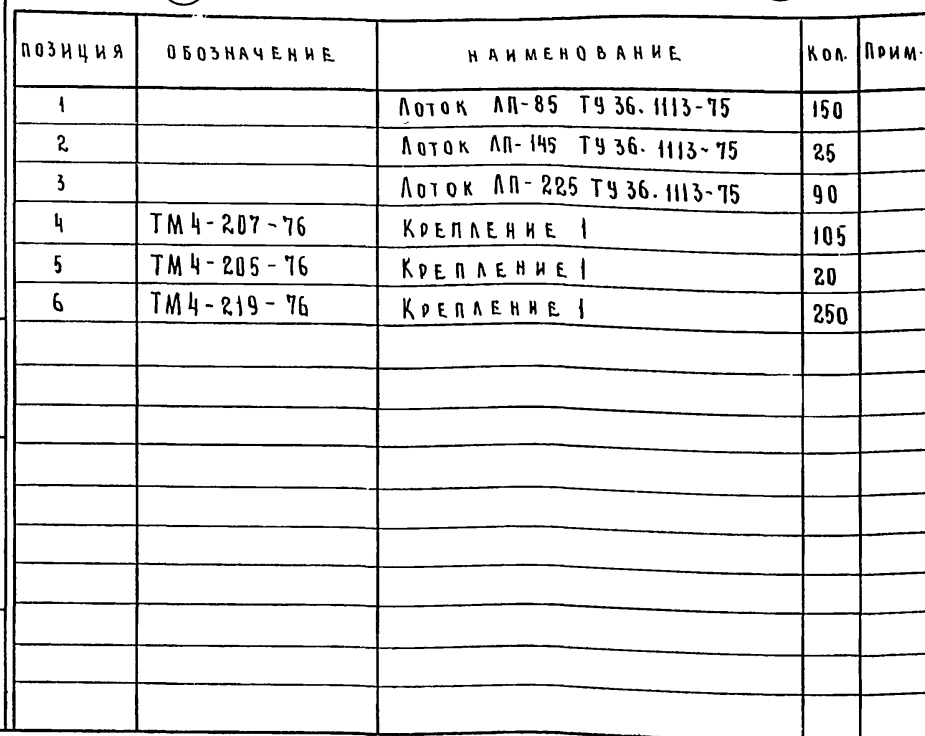 ПОЗИЦИЯ ОБОЗНАЧЕНИЕ НАИМЕНОВАНИЕ КОЛ. ПРИМ.
1 ЛОТОК ЛП-85 ТУ 36.1113-75 150
2 ЛОТОК ЛП-145 ТУ 36.1113-75 25
3 ЛОТОК ЛП-225 ТУ 36.1113-75 90
4 ТМ4-207-76 КРЕПЛЕНИЕ 1 105
5 ТМ4-205-76 КРЕПЛЕНИЕ 1 20
6 ТМ4-219-76 КРЕПЛЕНИЕ 1 250